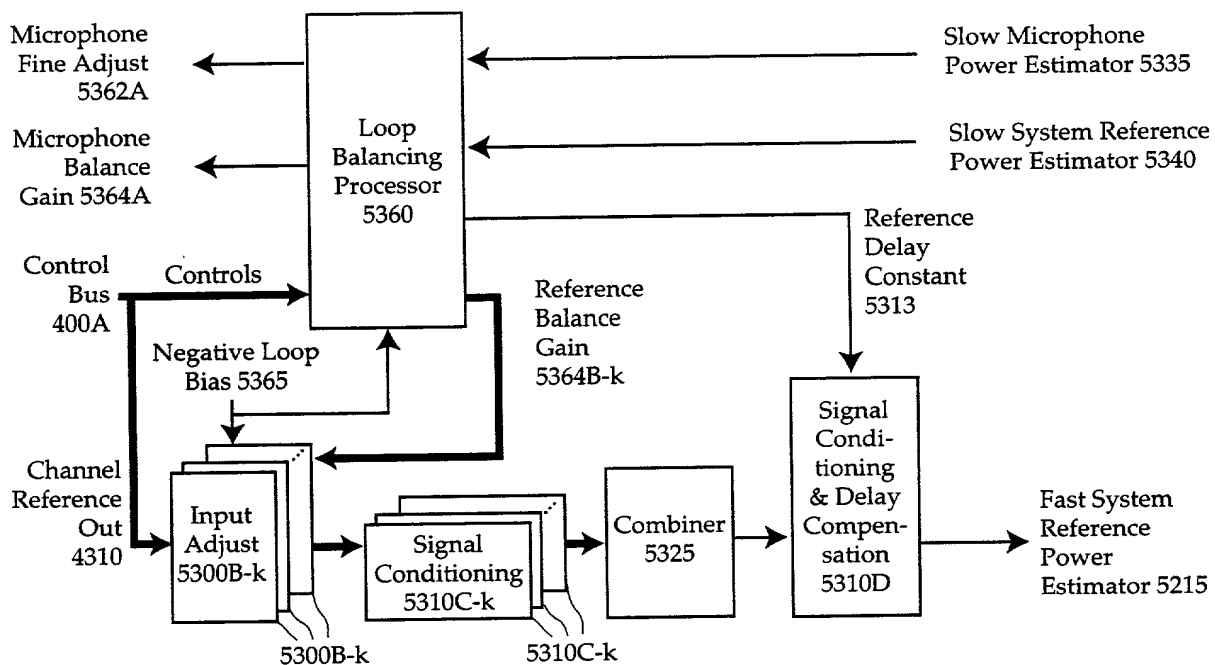 Microphone
Fine Adjust
5362A
Microphone
Balance
Gain 5364A
Loop
Balancing
Processor
5360
Slow Microphone
Power Estimator 5335
Slow System Reference
Power Estimator 5340
Reference
Delay
Constant
5313
Control
Bus
400A
Controls
Reference
Balance
Gain
5364B-k
Negative Loop
Bias 5365
Channel
Reference
Out
4310
Input
Adjust
5300B-k
5300B-k
Signal
Conditioning
5310C-k
5310C-k
Combiner
5325
Signal
Condi-
tioning
& Delay
Compen-
sation
5310D
Fast System
Reference
Power
Estimator 5215